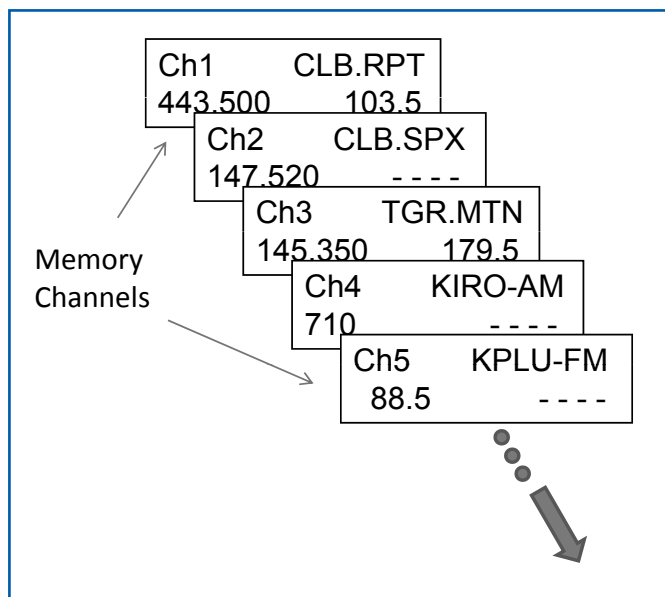 Ch1 CLB.RPT
443.500 103.5
Ch2 CLB.SPX
147.520 - - - -
Ch3 TGR.MTN
145.350 179.5
Ch4 KIRO-AM
710 - - - -
Ch5 KPLU-FM
88.5 - - - -
Memory
Channels